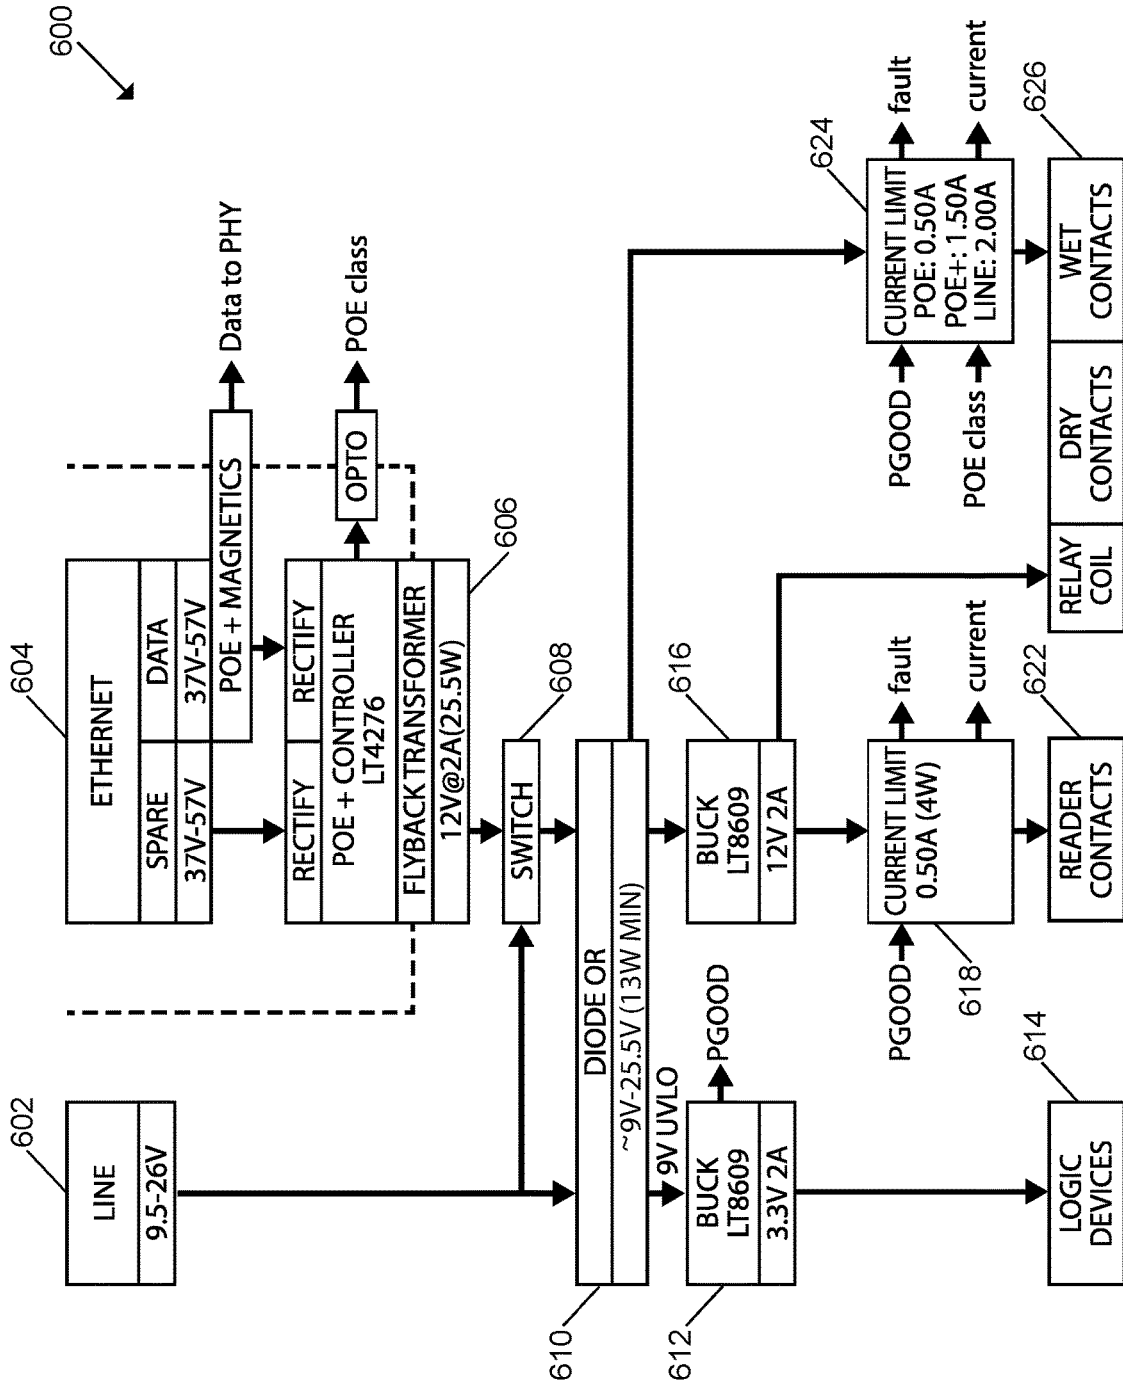 600
602
LINE
9.5-26V
604
ETHERNET
SPARE
DATA
37V-57V
37V-57V
POE + MAGNETICS
Data to PHY
RECTIFY
RECTIFY
POE + CONTROLLER
LT4276
OPTO
POE class
FLYBACK TRANSFORMER
12V@2A(25.5W)
606
SWITCH
608
610
DIODE OR
~9V-25.5V (13W MIN)
9V UVLO
612
BUCK
LT8609
3.3V 2A
PGOOD
616
BUCK
LT8609
12V 2A
PGOOD
618
CURRENT LIMIT
0.50A (4W)
fault
current
624
PGOOD
POE class
CURRENT LIMIT
POE: 0.50A
POE+: 1.50A
LINE: 2.00A
fault
current
614
LOGIC
DEVICES
622
READER
CONTACTS
RELAY
COIL
DRY
CONTACTS
WET
CONTACTS
626